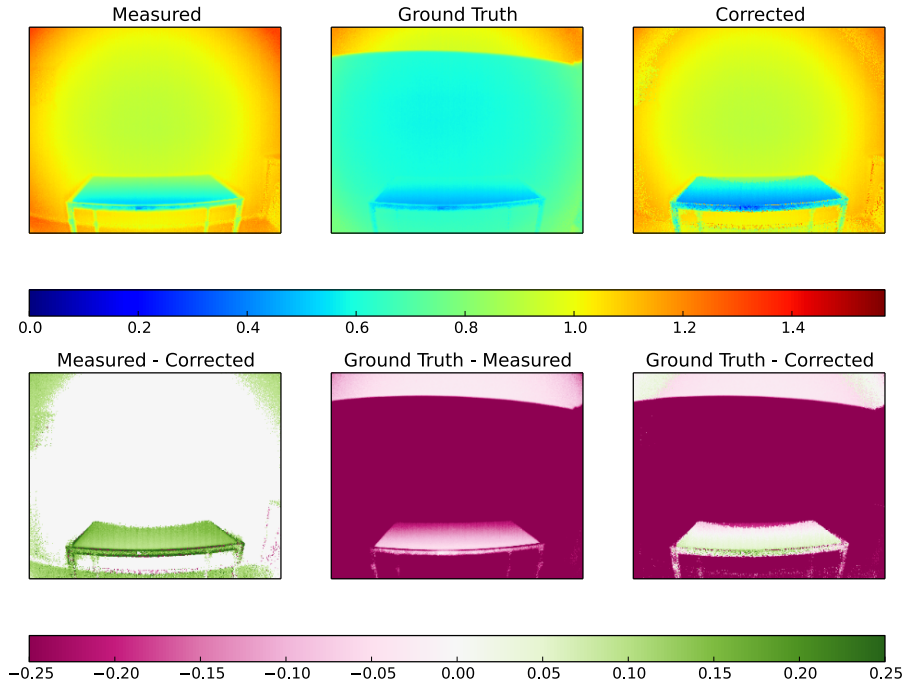 Measured Ground Truth Corrected
0.0 0.2 0.4 0.6 0.8 1.0 1.2 1.4
Measured - Corrected Ground Truth - Measured Ground Truth - Corrected
−0.25 −0.20 −0.15 −0.10 −0.05 0.00 0.05 0.10 0.15 0.20 0.25